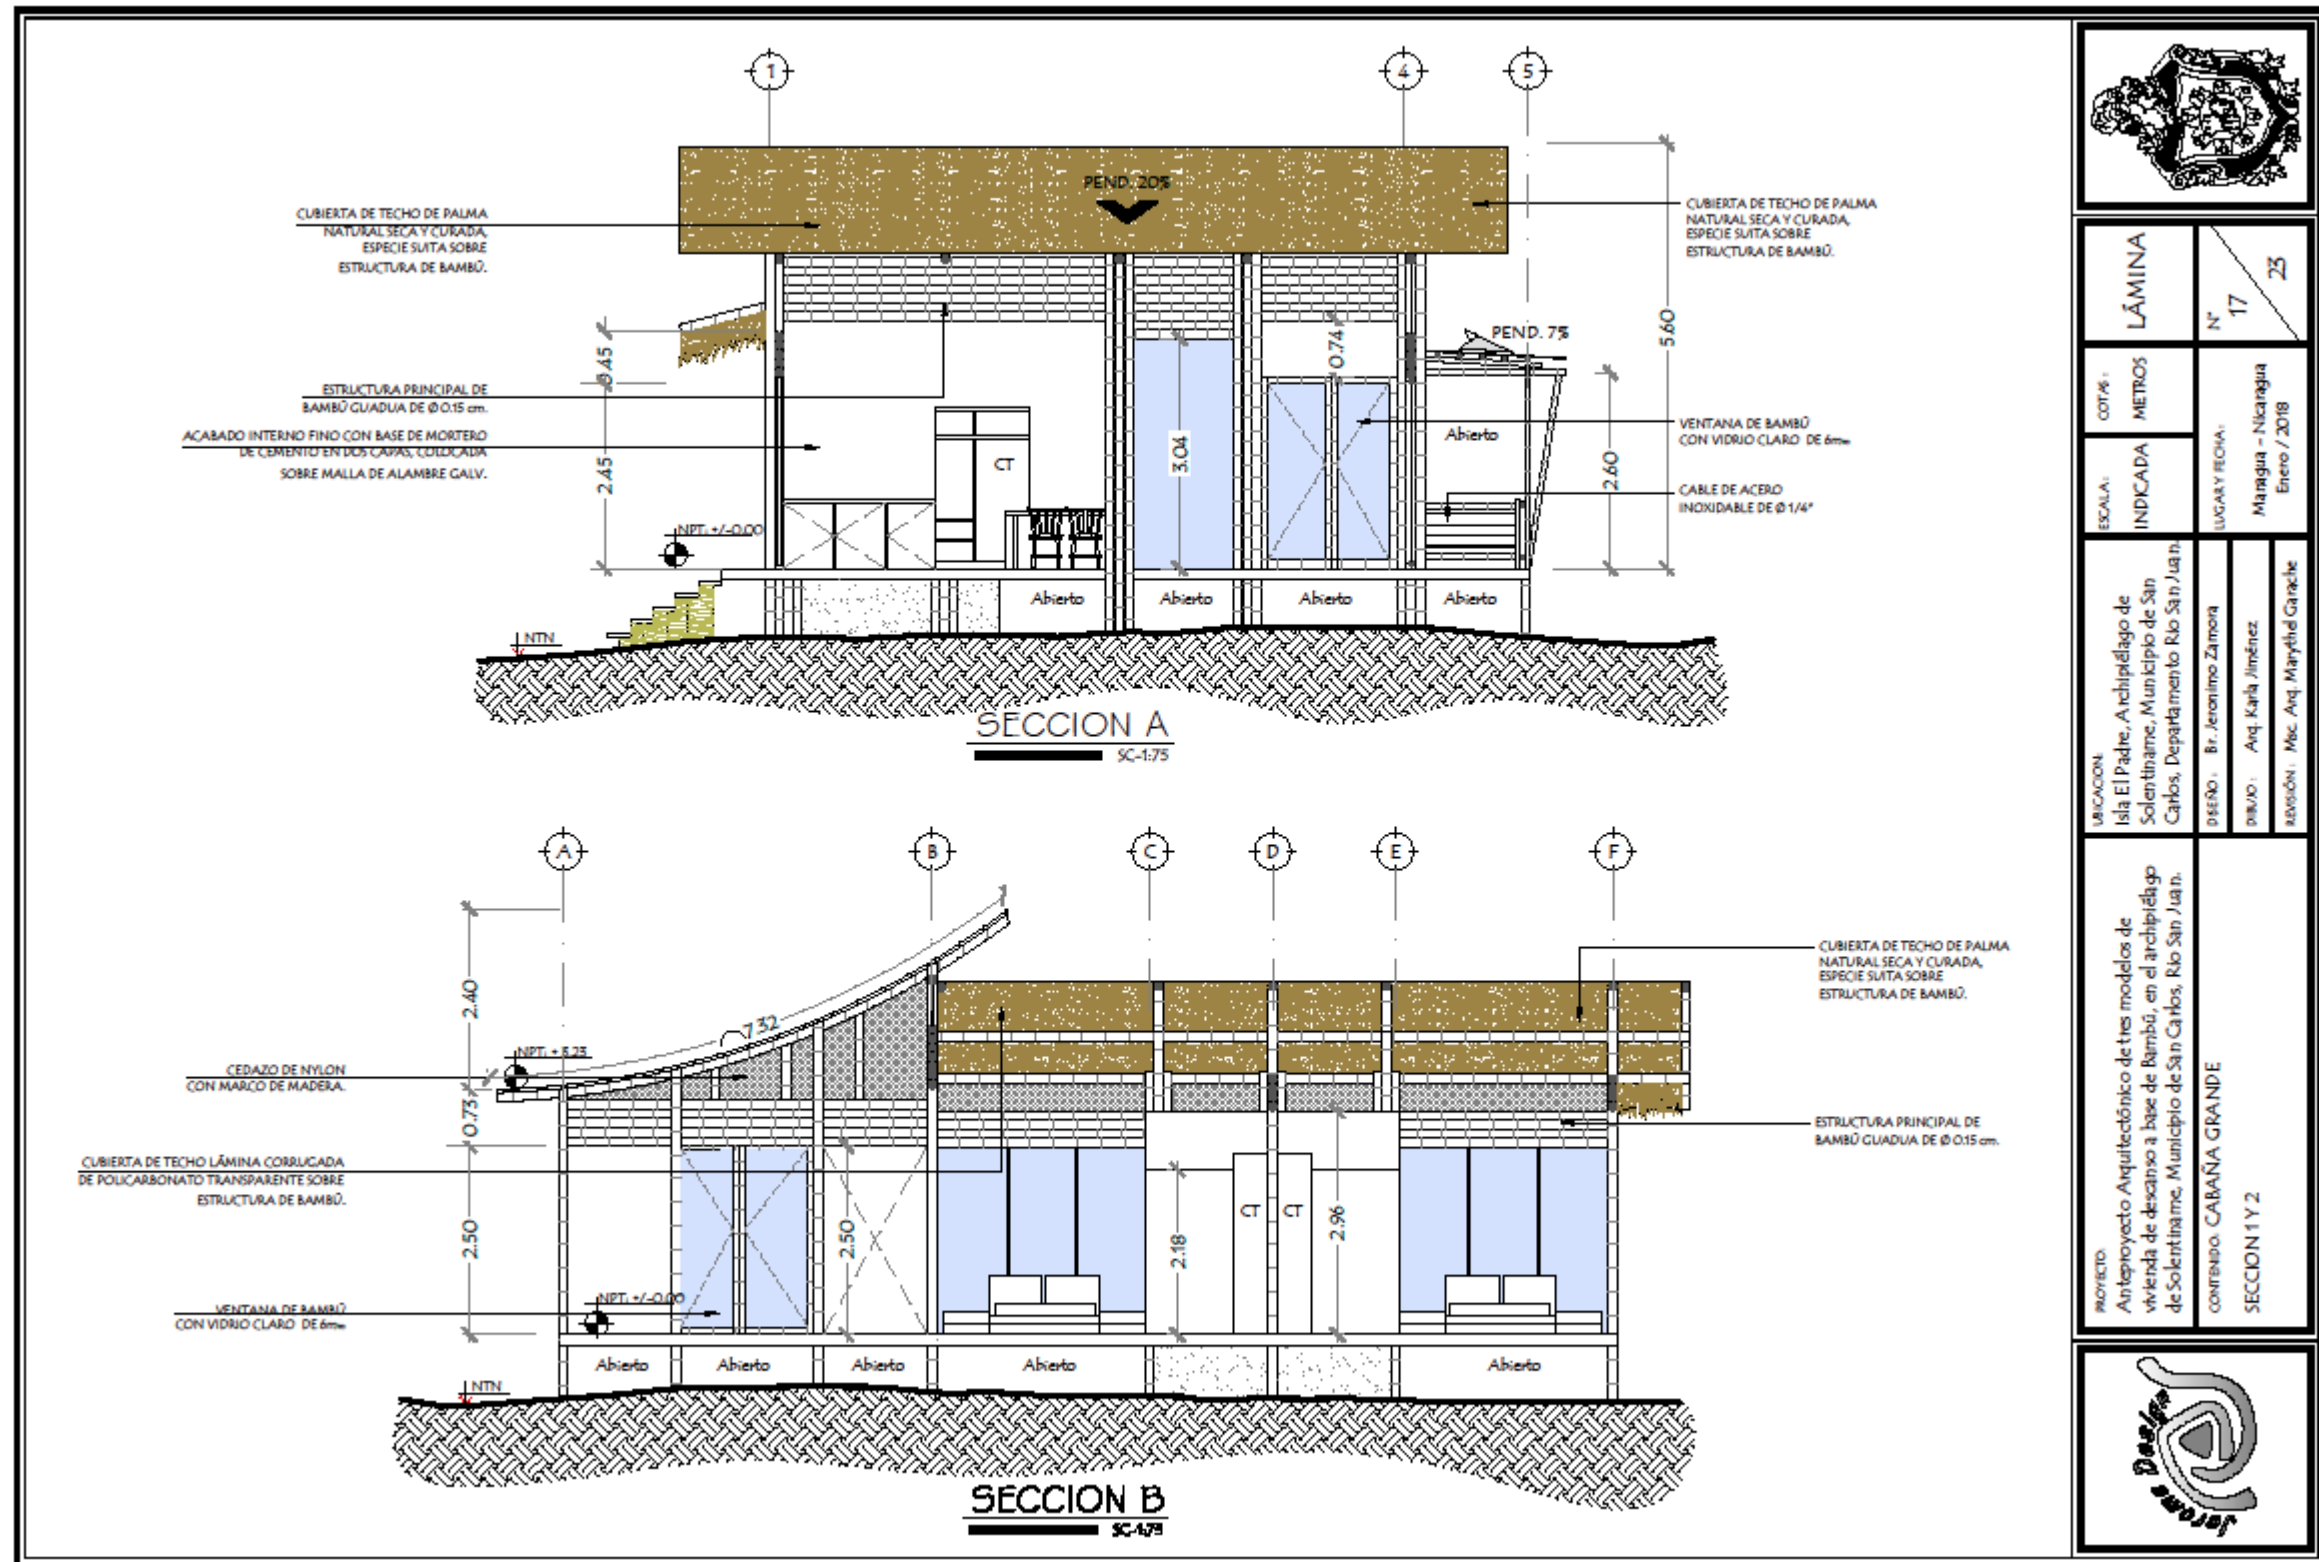 1
4
5
PEND. 20%
CUBIERTA DE TECHO DE PALMA
NATURAL SECA Y CURADA,
ESPECIE SUITA SOBRE
ESTRUCTURA DE BAMBÚ.
CUBIERTA DE TECHO DE PALMA
NATURAL SECA Y CURADA,
ESPECIE SUITA SOBRE
ESTRUCTURA DE BAMBÚ.
5.60
PEND. 7%
0.74
0.45
ESTRUCTURA PRINCIPAL DE
BAMBÚ GUADUA DE Ø 0.15 cm.
ACABADO INTERNO FINO CON BASE DE MORTERO
DE CEMENTO EN DOS CAPAS, COLOCADA
SOBRE MALLA DE ALAMBRE GALV.
2.45
CT
3.04
Abierto
VENTANA DE BAMBÚ
CON VIDRIO CLARO DE 6mm
2.60
CABLE DE ACERO
INOXIDABLE DE Ø 1/4"
NPT: +/-0.00
Abierto
Abierto
Abierto
Abierto
NTN
SECCION A
SC-1:75
A
B
C
D
E
F
2.40
7.32
NPT: + 3.23
CEDAZO DE NYLON
CON MARCO DE MADERA.
0.73
CUBIERTA DE TECHO DE PALMA
NATURAL SECA Y CURADA,
ESPECIE SUITA SOBRE
ESTRUCTURA DE BAMBÚ.
ESTRUCTURA PRINCIPAL DE
BAMBÚ GUADUA DE Ø 0.15 cm.
CUBIERTA DE TECHO LÁMINA CORRUGADA
DE POLICARBONATO TRANSPARENTE SOBRE
ESTRUCTURA DE BAMBÚ.
2.50
2.50
2.18
CT
CT
2.96
NPT: +/-0.00
VENTANA DE BAMBÚ
CON VIDRIO CLARO DE 6mm
Abierto
Abierto
Abierto
Abierto
Abierto
NTN
SECCION B
SC-1:75
LÁMINA
N°
17
23
COTAS:
METROS
ESCALA:
INDICADA
LUGAR Y FECHA:
Managua - Nicaragua
Enero / 2018
UBICACION:
Isla El Padre, Archipiélago de
Solentiname, Municipio de San
Carlos, Departamento Río San Juan.
DISEÑO: Br. Jeronimo Zamora
DIBUJO: Arq. Karla Jiménez
REVISIÓN: Msc. Arq. Marythel Garache
PROYECTO:
Anteproyecto Arquitectónico de tres modelos de
vivienda de descanso a base de Bambú, en el archipiélago
de Solentiname, Municipio de San Carlos, Río San Juan.
CONTENIDO: CABAÑA GRANDE
SECCION 1 Y 2
Jarome Design